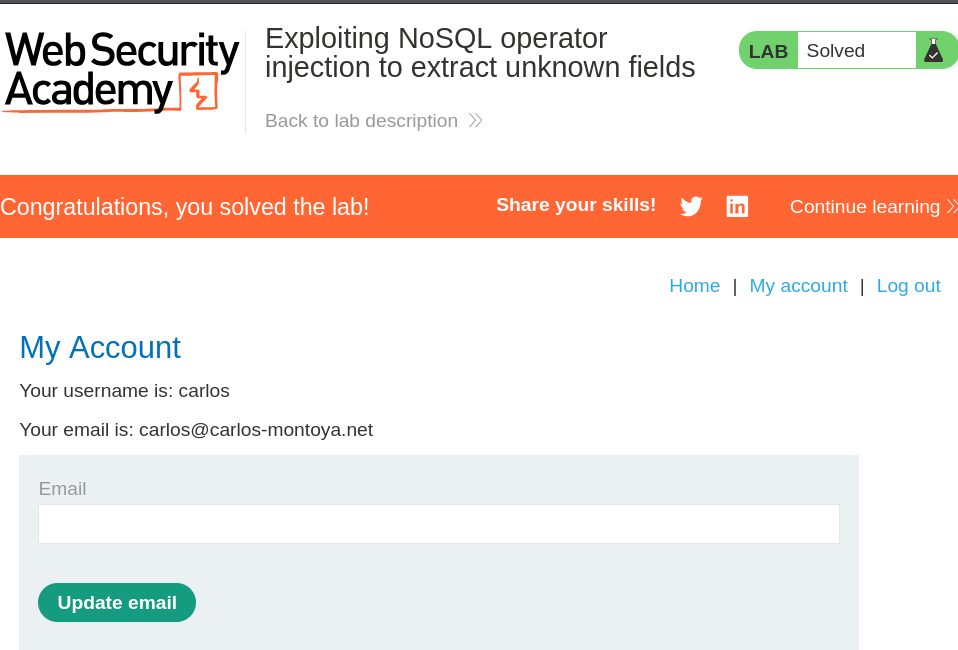 Web Security
Academy
Exploiting NoSQL operator
injection to extract unknown fields
Back to lab description
LAB Solved
Congratulations, you solved the lab!
Share your skills!
in
Continue learning
Home | My account | Log out
My Account
Your username is: carlos
Your email is: carlos@carlos-montoya.net
Email
Update email